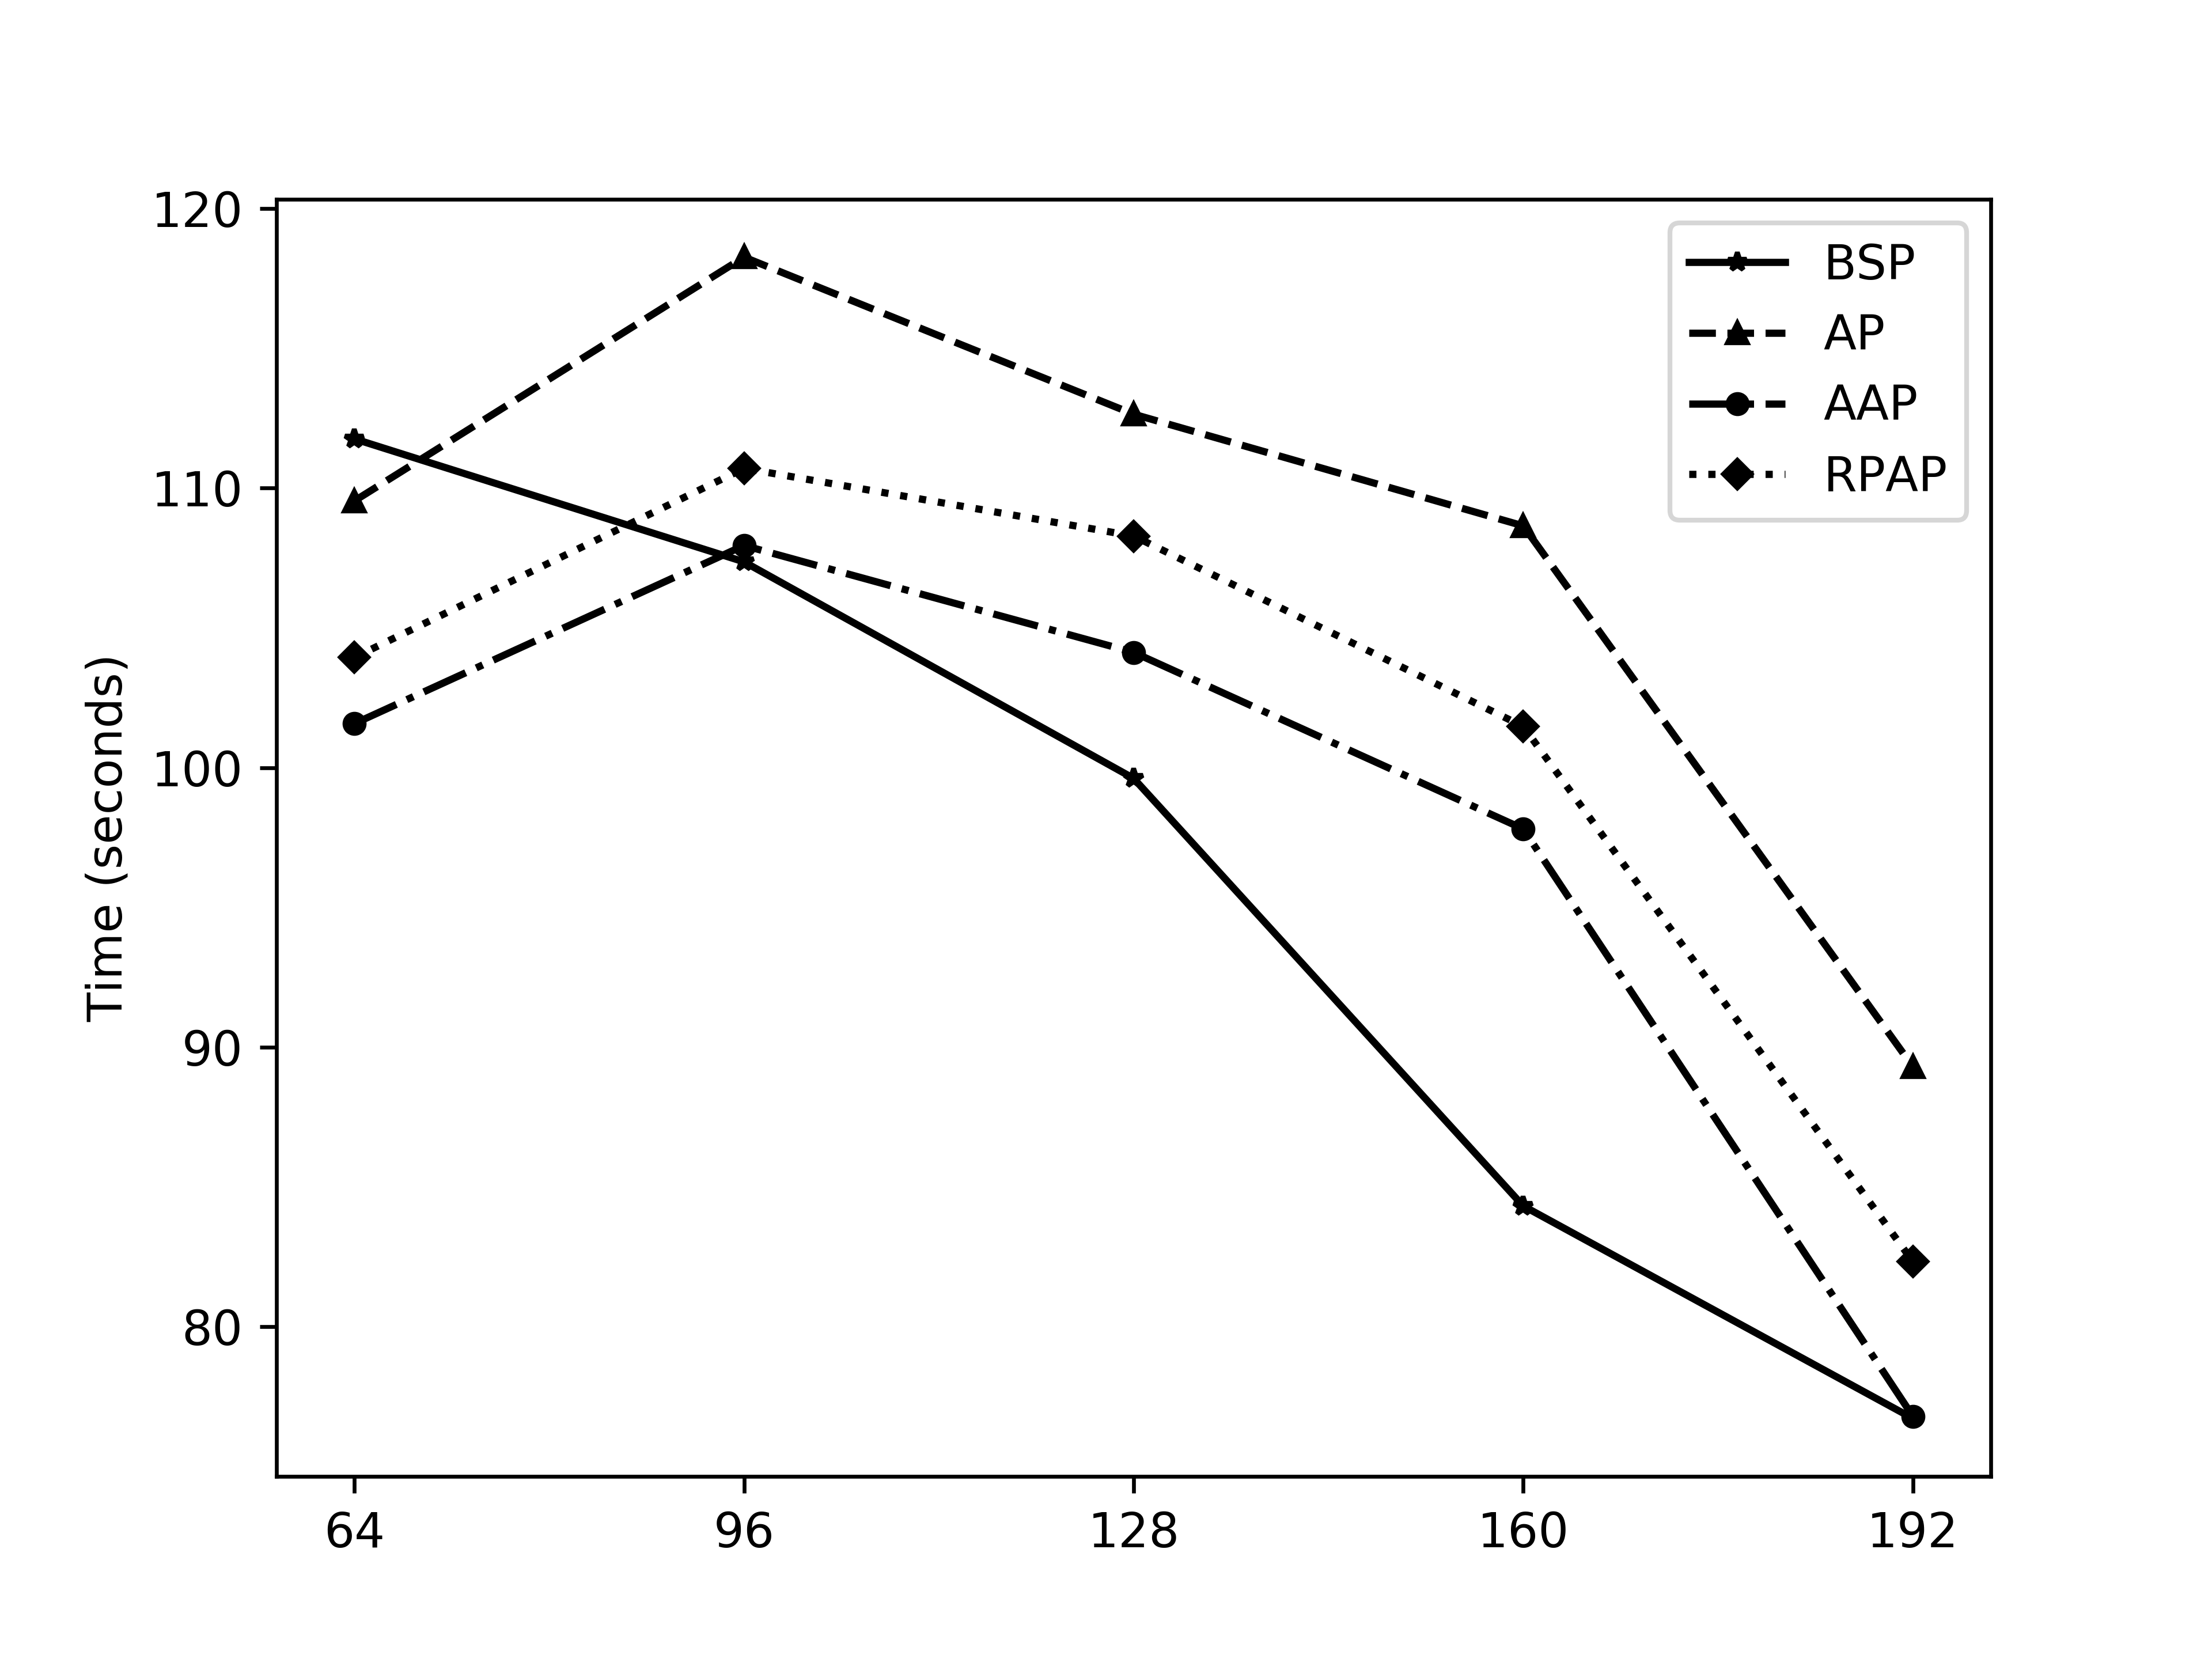 120
110
100
90
80
Time (seconds)
64 96 128 160 192
BSP
AP
AAP
RPAP